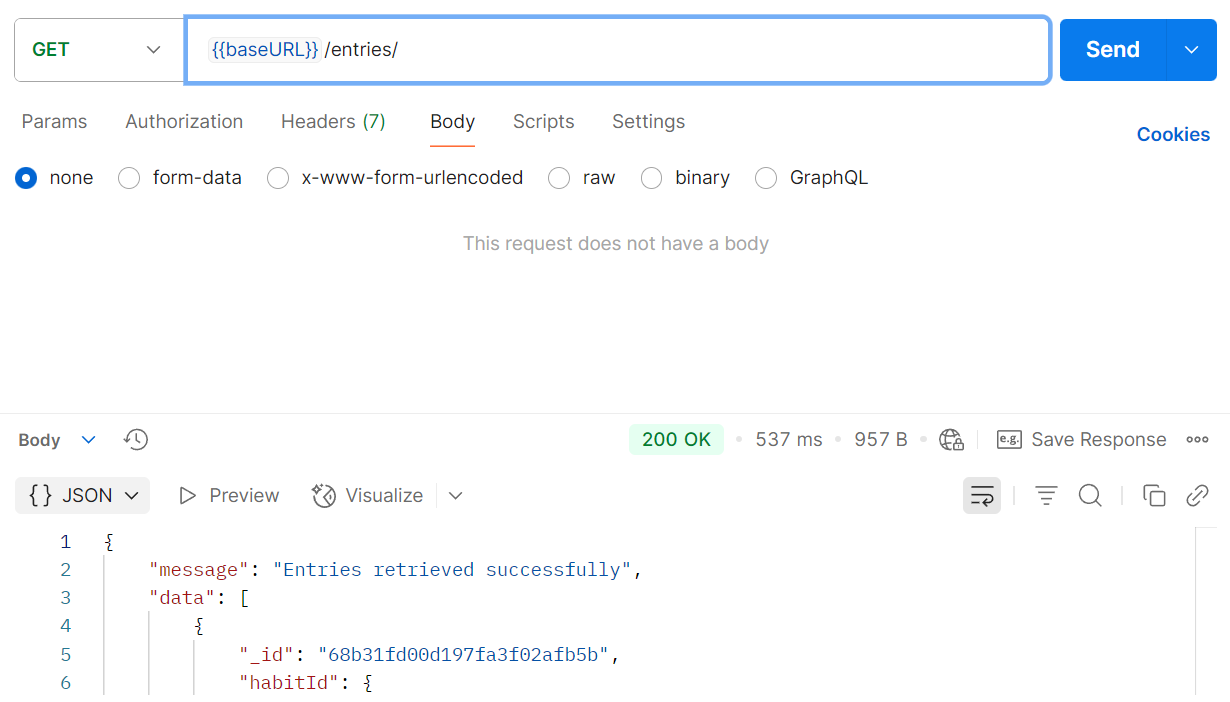 GET {{baseURL}} /entries/ Send
Params Authorization Headers (7) Body Scripts Settings Cookies
none form-data x-www-form-urlencoded raw binary GraphQL
This request does not have a body
Body 200 OK 537 ms 957 B e.g. Save Response
{} JSON Preview Visualize
1 {
2 "message": "Entries retrieved successfully",
3 "data": [
4 {
5 "_id": "68b31fd00d197fa3f02afb5b",
6 "habitId": {